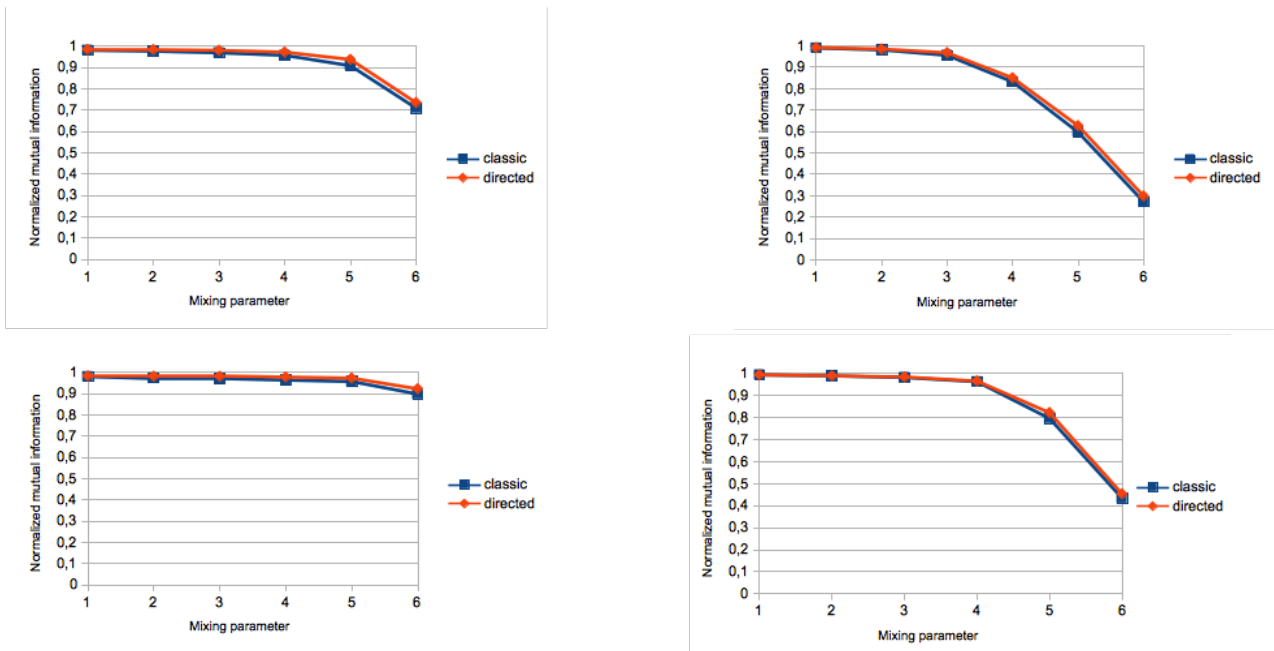 Normalized mutual information
1
0,9
0,8
0,7
0,6
0,5
0,4
0,3
0,2
0,1
0
1 2 3 4 5 6
Mixing parameter
classic
directed
Normalized mutual information
1
0,9
0,8
0,7
0,6
0,5
0,4
0,3
0,2
0,1
0
1 2 3 4 5 6
Mixing parameter
classic
directed
Normalized mutual information
1
0,9
0,8
0,7
0,6
0,5
0,4
0,3
0,2
0,1
0
1 2 3 4 5 6
Mixing parameter
classic
directed
Normalized mutual information
1
0,9
0,8
0,7
0,6
0,5
0,4
0,3
0,2
0,1
0
1 2 3 4 5 6
Mixing parameter
classic
directed